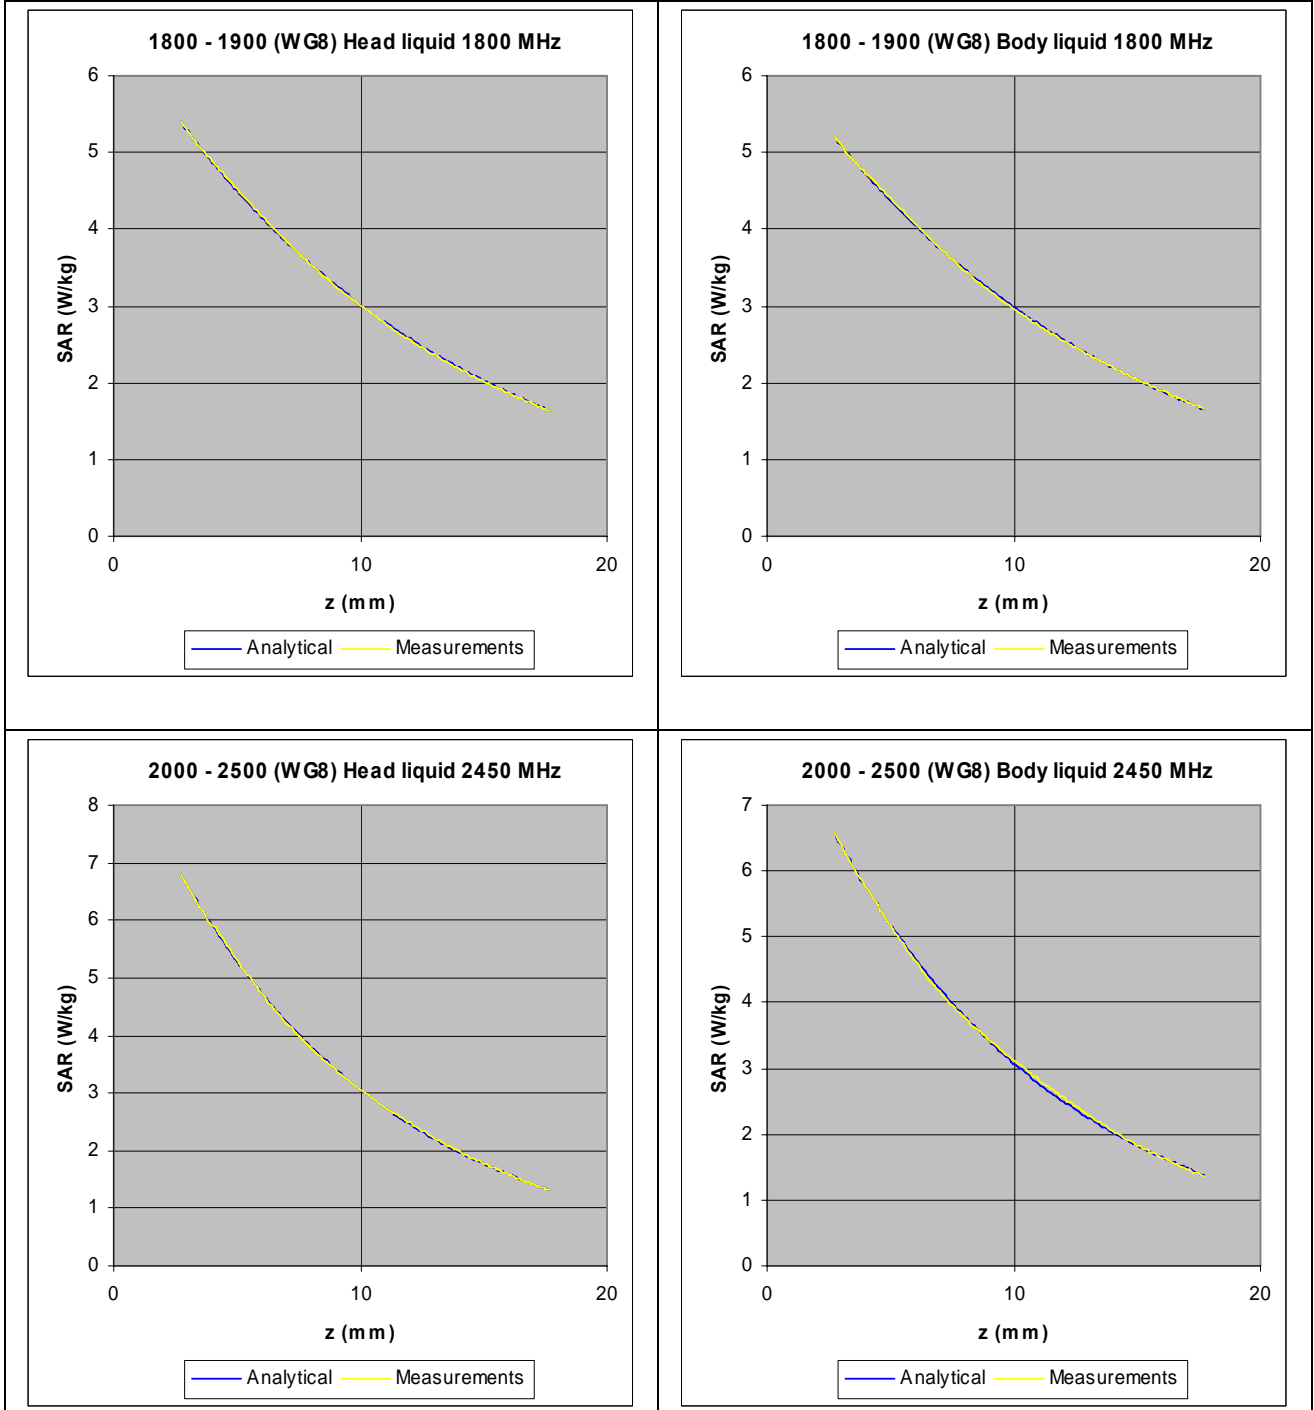 1800 - 1900 (WG8) Head liquid 1800 MHz
6
5
4
3
2
1
0
SAR (W/kg)
0 10 20
z (mm)
Analytical Measurements
1800 - 1900 (WG8) Body liquid 1800 MHz
6
5
4
3
2
1
0
SAR (W/kg)
0 10 20
z (mm)
Analytical Measurements
2000 - 2500 (WG8) Head liquid 2450 MHz
8
7
6
5
4
3
2
1
0
SAR (W/kg)
0 10 20
z (mm)
Analytical Measurements
2000 - 2500 (WG8) Body liquid 2450 MHz
7
6
5
4
3
2
1
0
SAR (W/kg)
0 10 20
z (mm)
Analytical Measurements